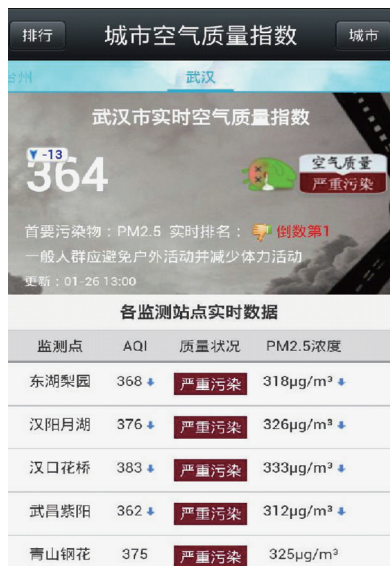 排行 城市空气质量指数 城市
台州 武汉
武汉市实时空气质量指数
-13
364
空气质量
严重污染
首要污染物：PM2.5 实时排名： 倒数第1
一般人群应避免户外活动并减少体力活动
更新：01-26 13:00
各监测站点实时数据
监测点 AQI 质量状况 PM2.5浓度
东湖梨园 368 严重污染 318μg/m³
汉阳月湖 376 严重污染 326μg/m³
汉口花桥 383 严重污染 333μg/m³
武昌紫阳 362 严重污染 312μg/m³
青山钢花 375 严重污染 325μg/m³